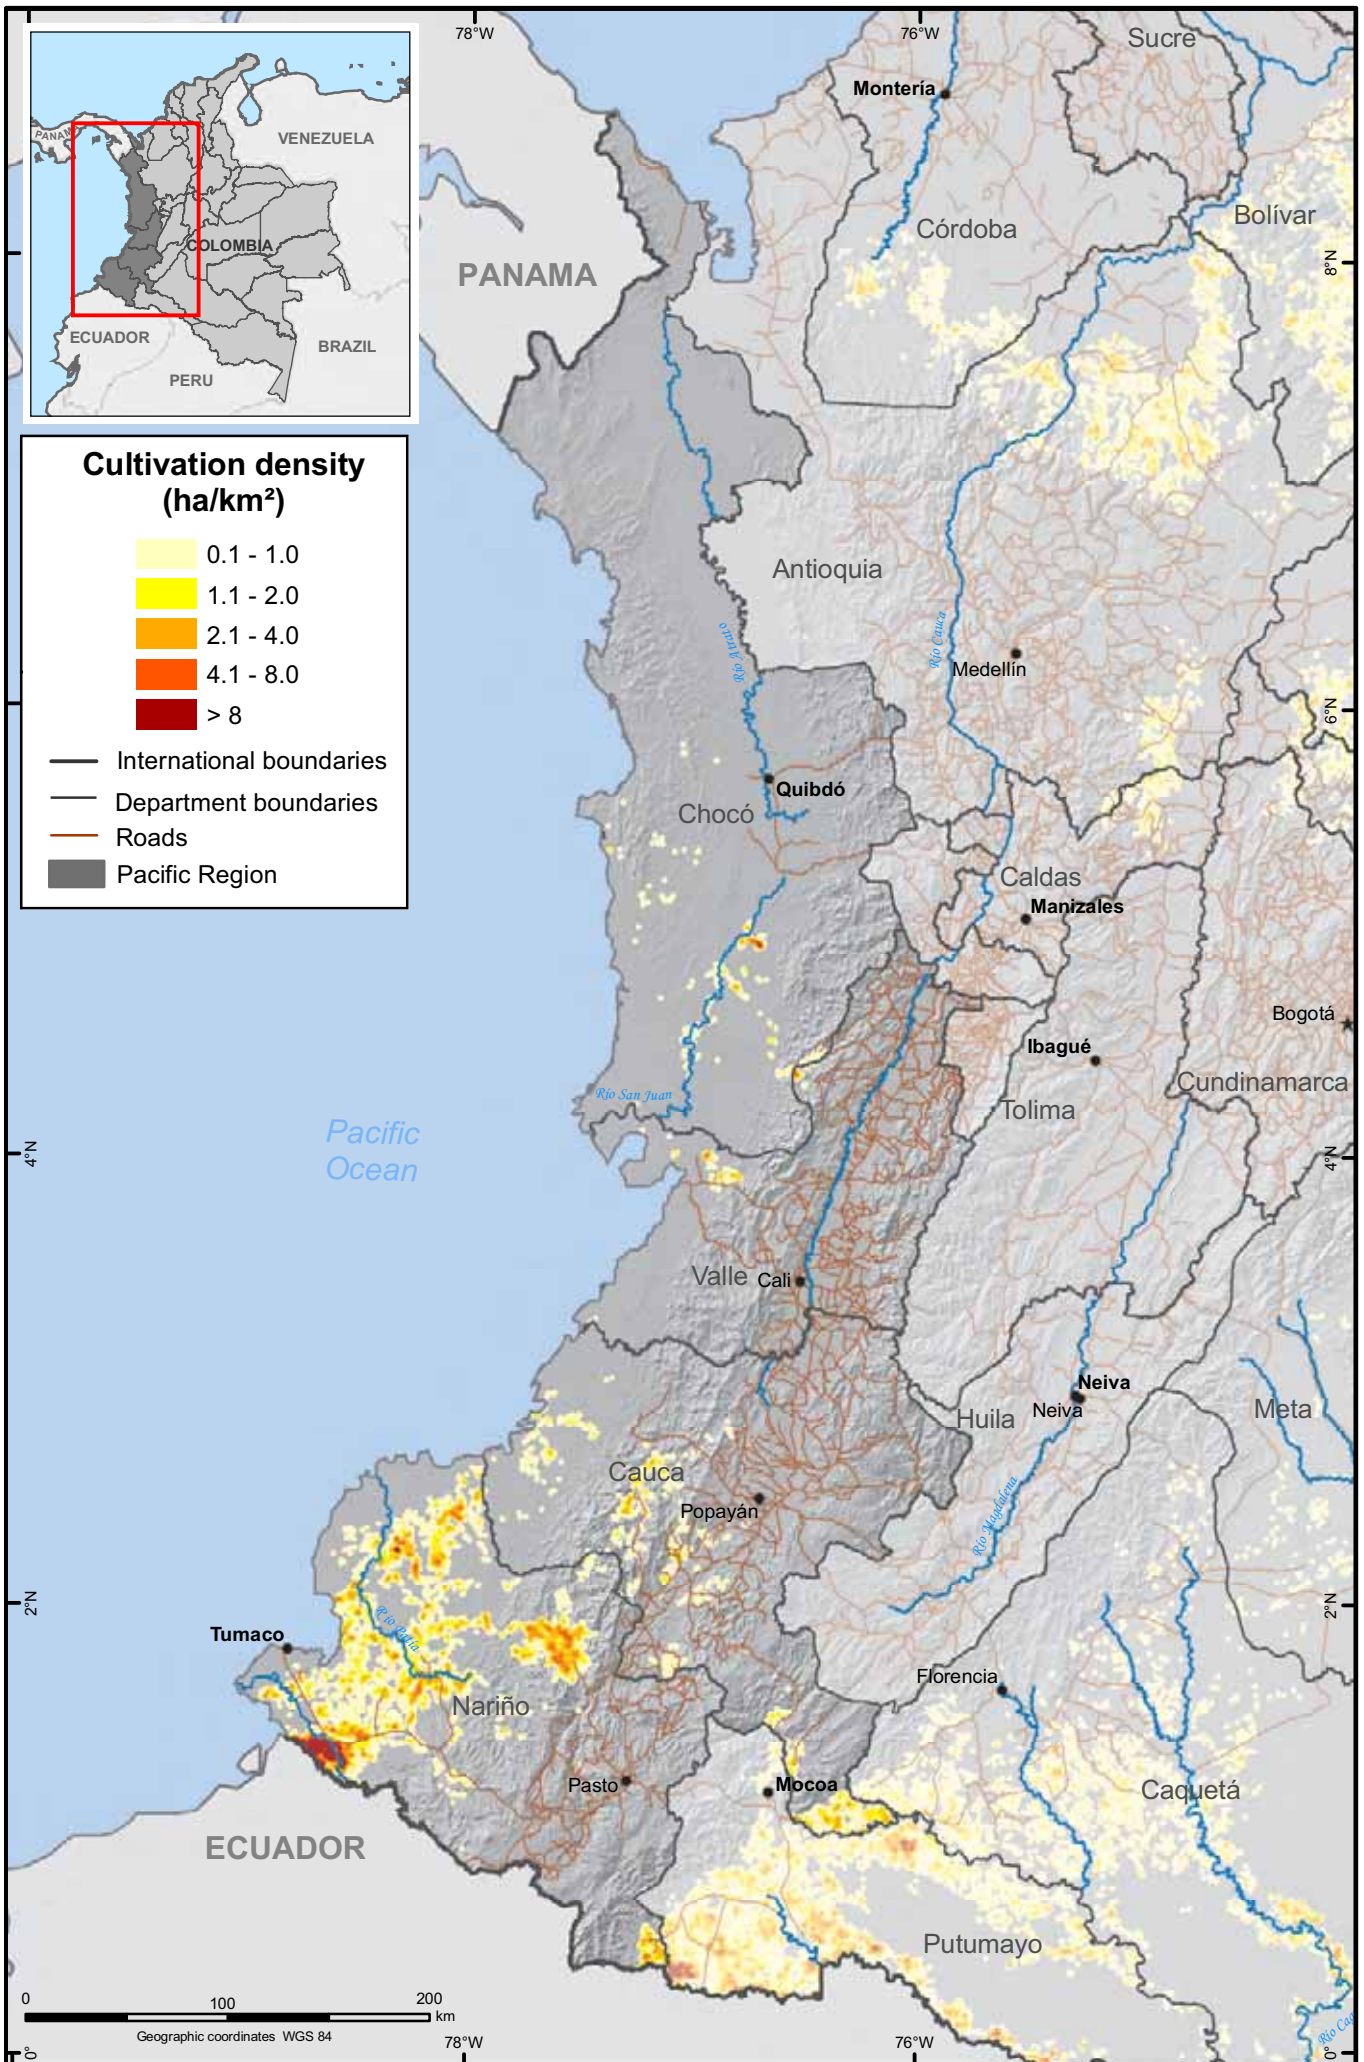 78°W
76°W
Sucre
Montería
VENEZUELA
COLOMBIA
ECUADOR
BRAZIL
PERU
Córdoba
Bolívar
PANAMA
8°N
Cultivation density
(ha/km²)
0.1 - 1.0
1.1 - 2.0
2.1 - 4.0
4.1 - 8.0
> 8
International boundaries
Department boundaries
Roads
Pacific Region
Antioquia
Río Atrato
Río Cauca
Medellín
6°N
Quibdó
Chocó
Caldas
Manizales
Bogotá
Ibagué
Cundinamarca
Tolima
Río San Juan
Pacific
Ocean
4°N
4°N
Valle
Cali
Neiva
Neiva
Huila
Meta
Cauca
Popayán
Río Magdalena
2°N
2°N
Río Patía
Tumaco
Florencia
Nariño
Pasto
Mocoa
Caquetá
ECUADOR
Putumayo
0
100
200
km
Geographic coordinates WGS 84
78°W
76°W
0°
0°